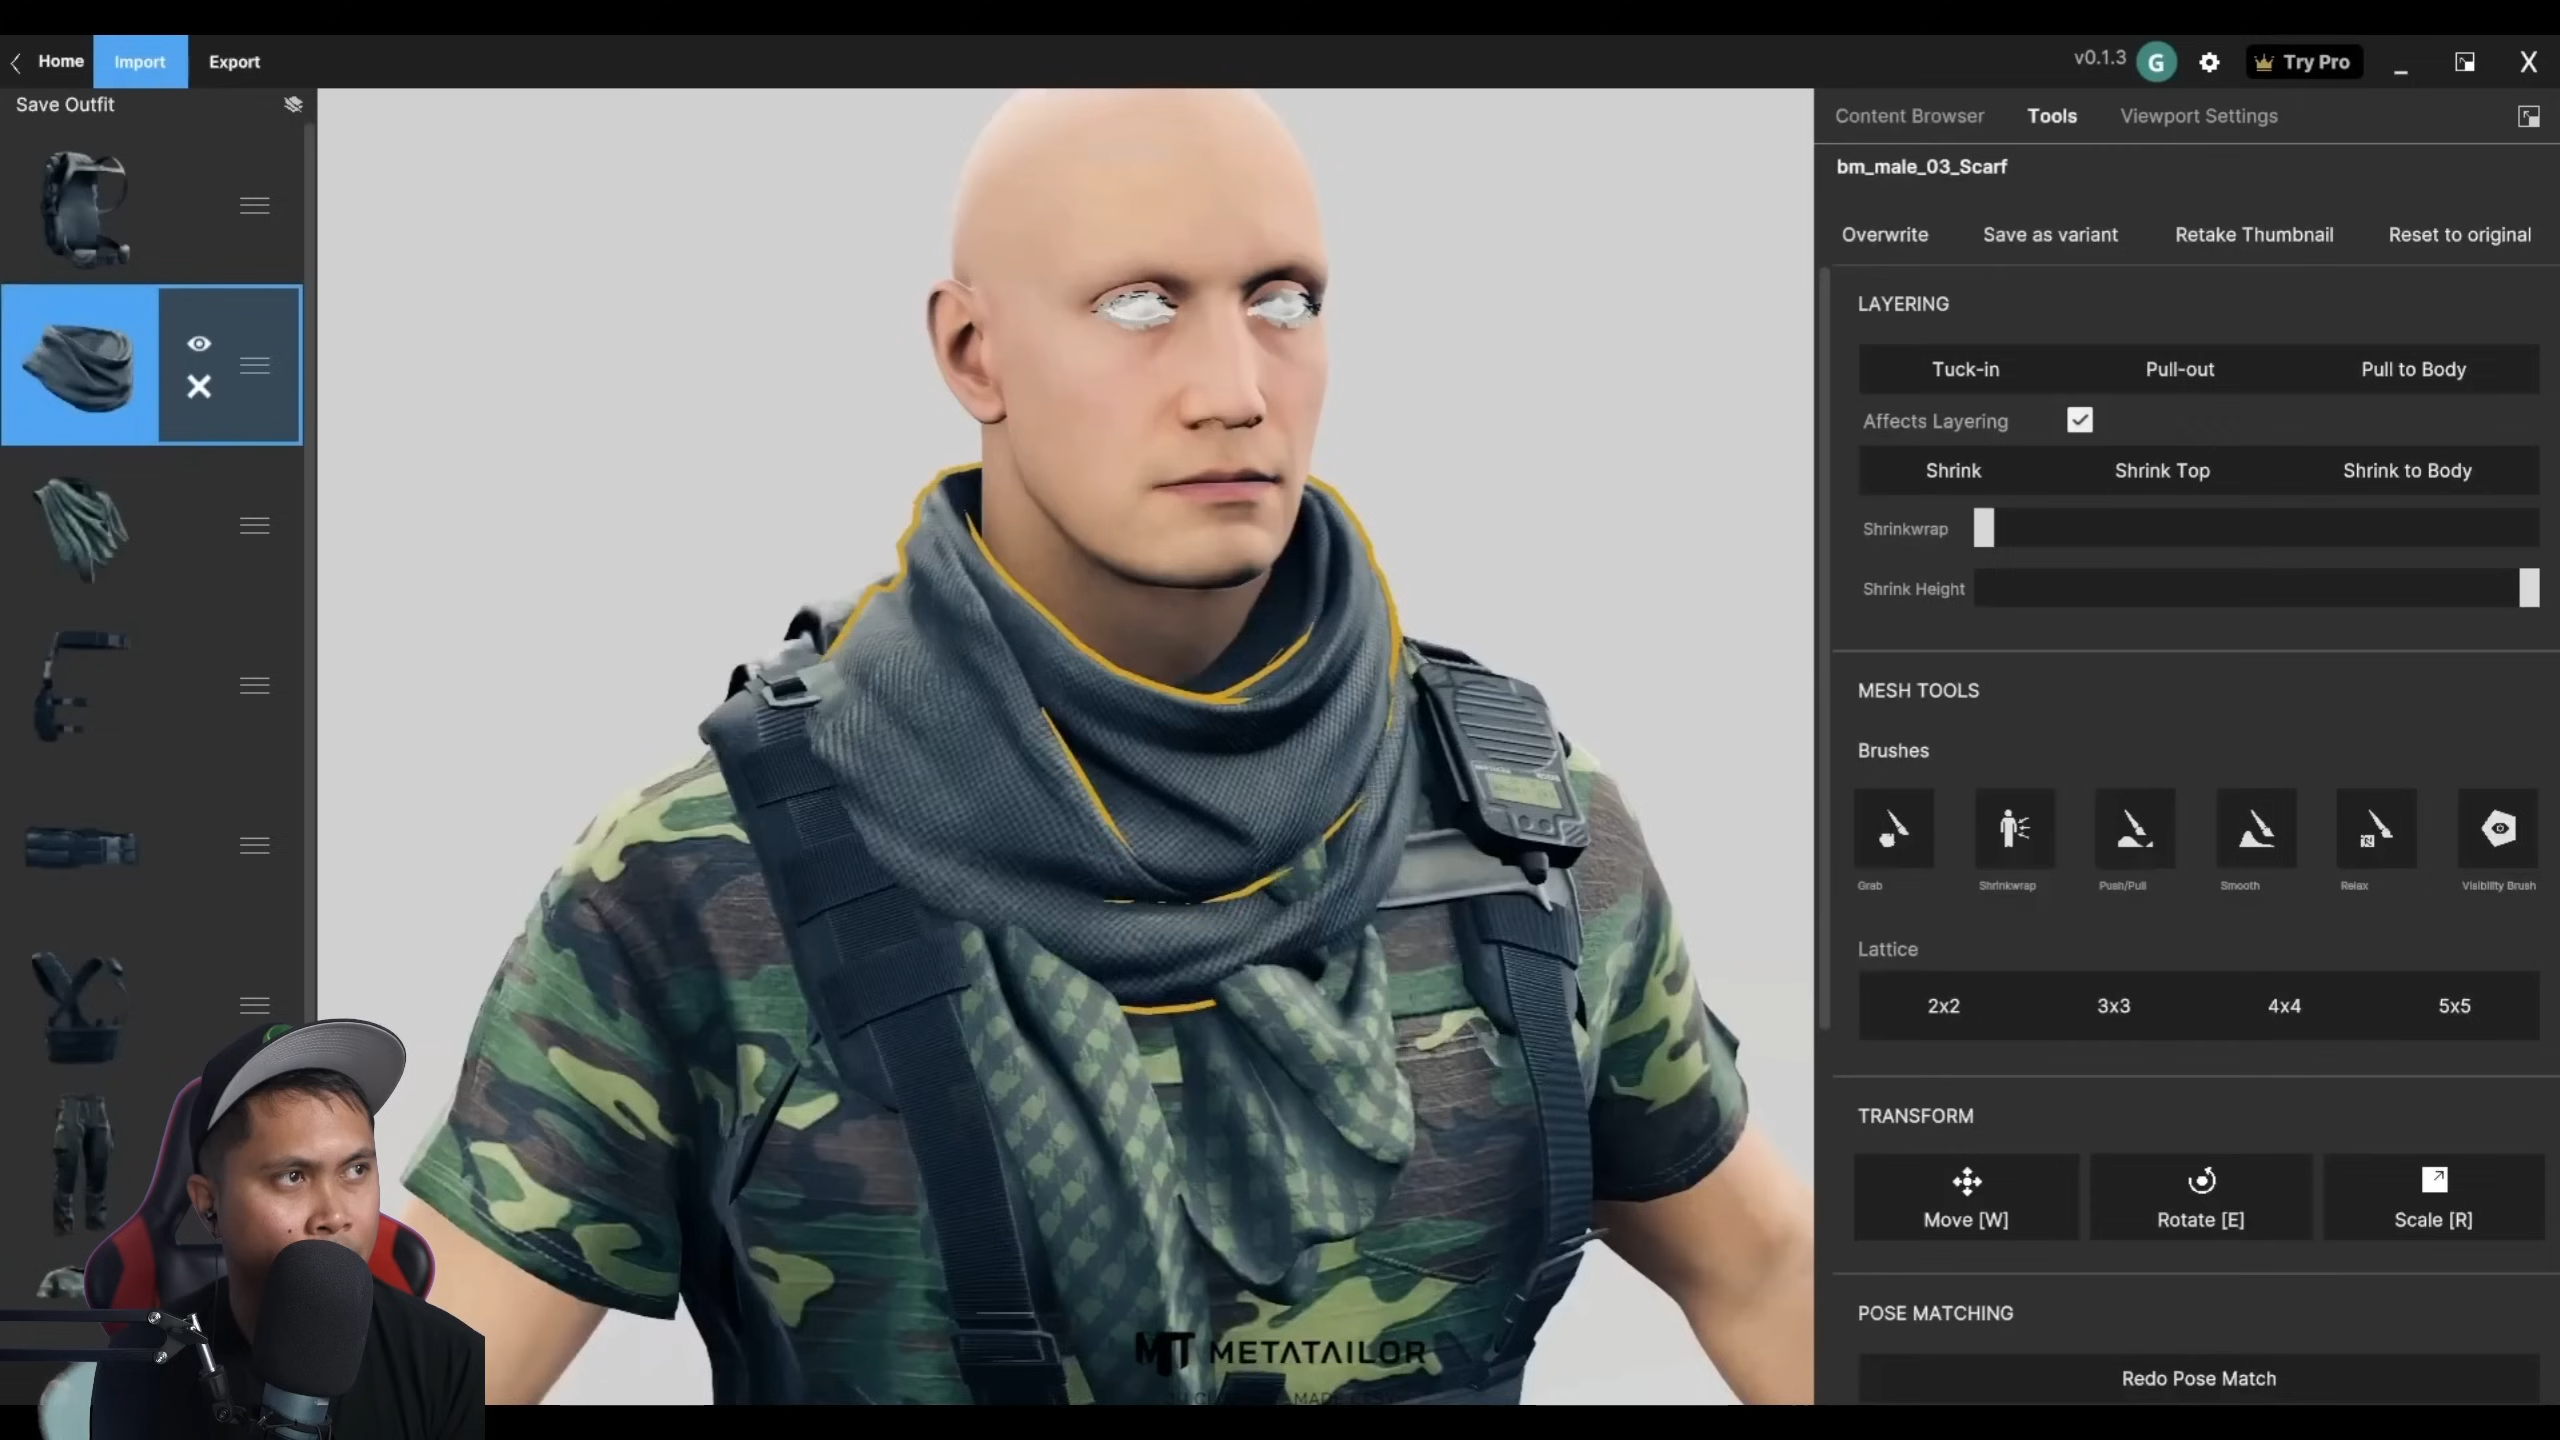 Home
Import
Export
v0.1.3
G
Try Pro
X
Save Outfit
Content Browser
Tools
Viewport Settings
bm_male_03_Scarf
Overwrite
Save as variant
Retake Thumbnail
Reset to original
LAYERING
Tuck-in
Pull-out
Pull to Body
Affects Layering
Shrink
Shrink Top
Shrink to Body
Shrinkwrap
Shrink Height
MESH TOOLS
Brushes
Grab
Shrinkwrap
Push/Pull
Smooth
Relax
Visibility Brush
Lattice
2x2
3x3
4x4
5x5
TRANSFORM
Move [W]
Rotate [E]
Scale [R]
POSE MATCHING
Redo Pose Match
MT METATAILOR